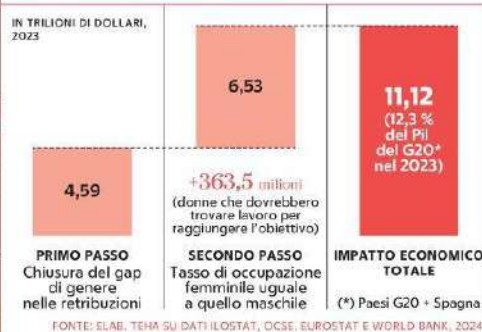 IN TRILIONI DI DOLLARI,
2023
4,59
PRIMO PASSO
Chiusura del gap
di genere
nelle retribuzioni
6,53
+363,5 milioni
(donne che dovrebbero
trovare lavoro per
raggiungere l'obiettivo)
SECONDO PASSO
Tasso di occupazione
femminile uguale
a quello maschile
11,12
(12,3 %
del Pil
del G20*
nel 2023)
IMPATTO ECONOMICO
TOTALE
(*) Paesi G20 + Spagna
FONTE: ELAB. TEHA SU DATI ILOSTAT, OCSE, EUROSTAT E WORLD BANK, 2024